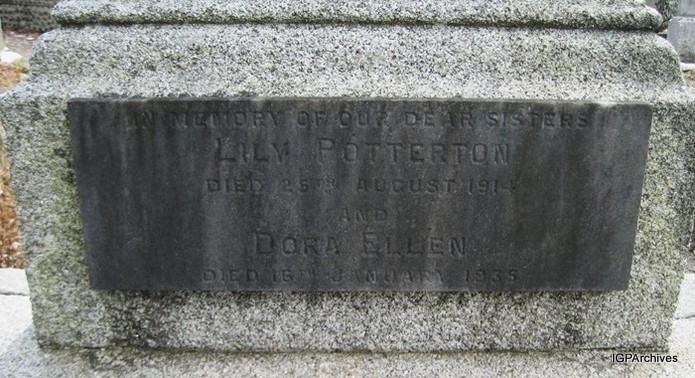 IN MEMORY OF OUR DEAR SISTERS
LILY POTTERTON
DIED 25TH AUGUST 1914
AND
DORA ELLEN
DIED 16TH JANUARY 1935
IGPArchives